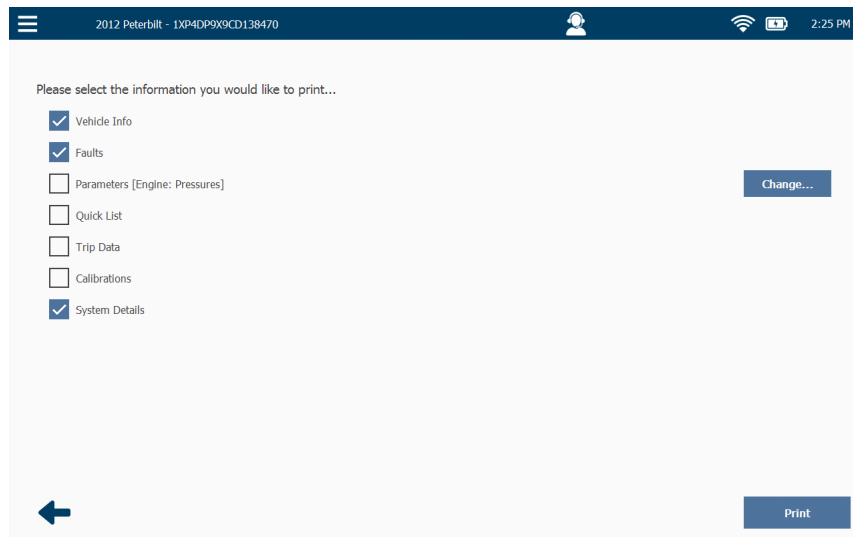 2012 Peterbilt - 1XP4DP9X9CD138470
2:25 PM
Please select the information you would like to print...
Vehicle Info
Faults
Parameters [Engine: Pressures]
Change...
Quick List
Trip Data
Calibrations
System Details
Print